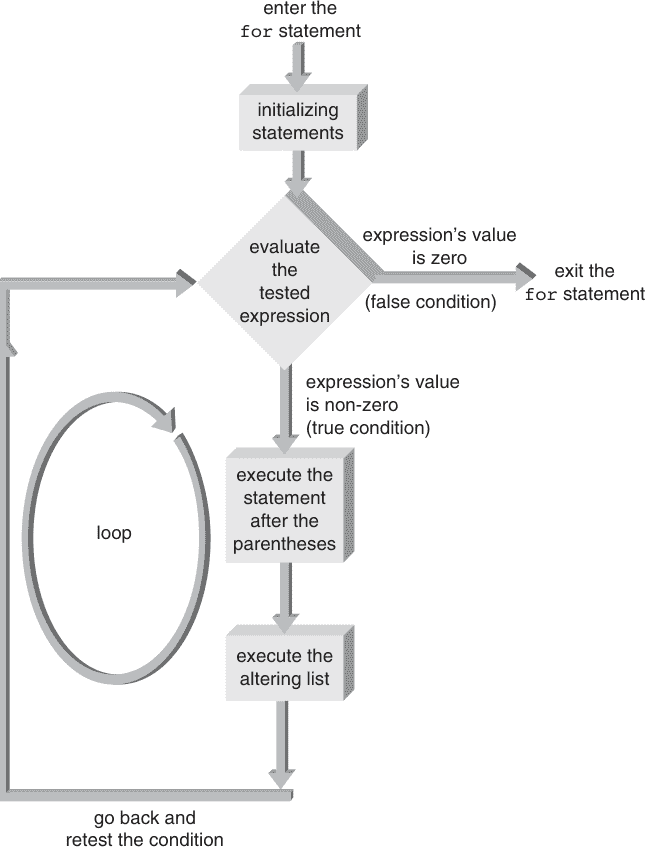 enter the
for statement
initializing
statements
evaluate
the
tested
expression
expression's value
is zero
(false condition)
exit the
for statement
expression's value
is non-zero
(true condition)
execute the
statement
after the
parentheses
loop
execute the
altering list
go back and
retest the condition